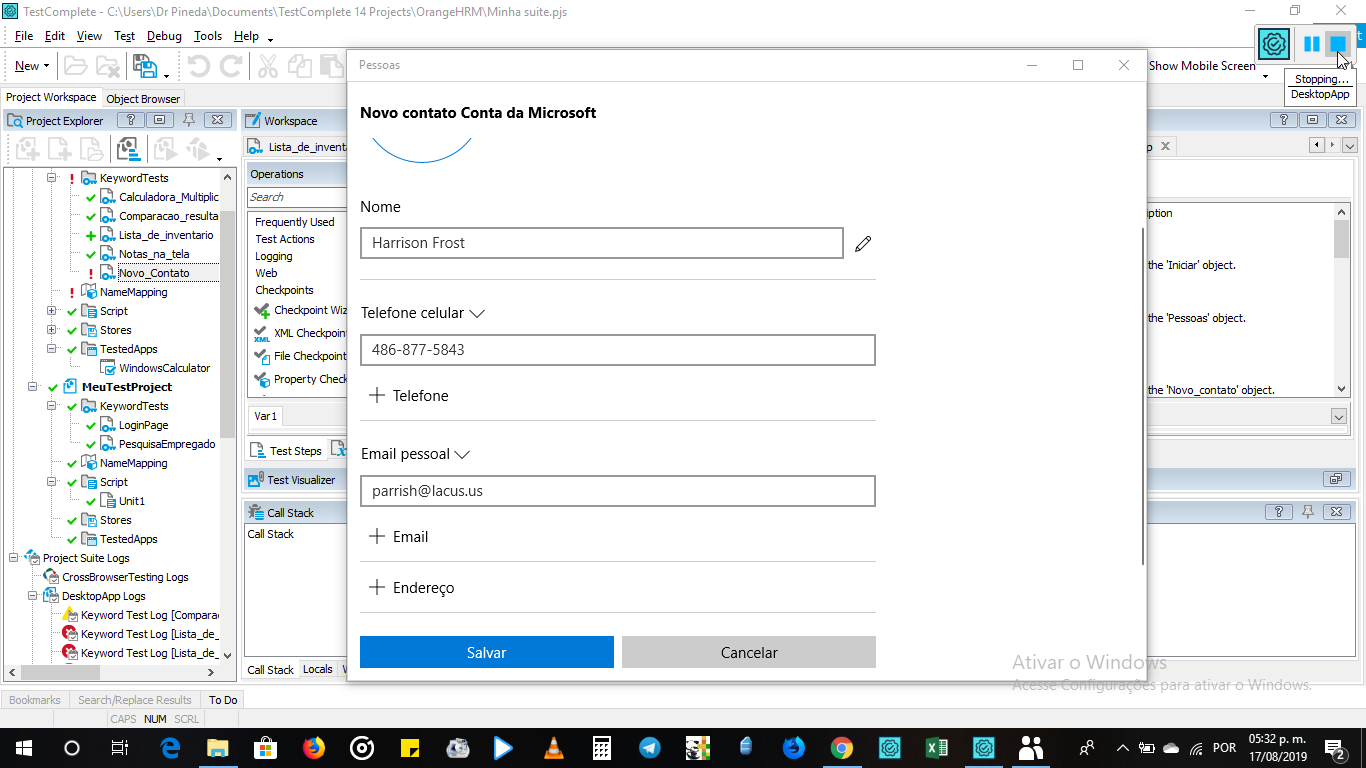 TestComplete - C:\Users\Dr Pineda\Documents\TestComplete 14 Projects\OrangeHRM\Minha suite.pjs
File Edit View Test Debug Tools Help
New
Show Mobile Screen
Stopping...
DesktopApp
Project Workspace Object Browser
Project Explorer
Workspace
KeywordTests
Calculadora_Multiplic
Comparacao_resulta
Lista_de_inventario
Notas_na_tela
Novo_Contato
NameMapping
Script
Stores
TestedApps
WindowsCalculator
MeuTestProject
KeywordTests
LoginPage
PesquisaEmpregado
NameMapping
Script
Unit1
Stores
TestedApps
Project Suite Logs
CrossBrowserTesting Logs
DesktopApp Logs
Keyword Test Log [Compara
Keyword Test Log [Lista_de_
Keyword Test Log [Lista_de_
Lista_de_inventa
Operations
Search
Frequently Used
Test Actions
Logging
Web
Checkpoints
Checkpoint Wiz
XML Checkpoin
XML
File Checkpoint
Property Check
Var1
Test Steps
Test Visualizer
Call Stack
Call Stack
Call Stack Locals
Pessoas
Novo contato Conta da Microsoft
Nome
Harrison Frost
Telefone celular
486-877-5843
Telefone
Email pessoal
parrish@lacus.us
Email
Endereço
Salvar
Cancelar
ption
the 'Iniciar' object.
the 'Pessoas' object.
the 'Novo_contato' object.
Ativar o Windows
Acesse Configurações para ativar o Windows.
Bookmarks Search/Replace Results To Do
CAPS NUM SCRL
POR
05:32 p. m.
17/08/2019
2